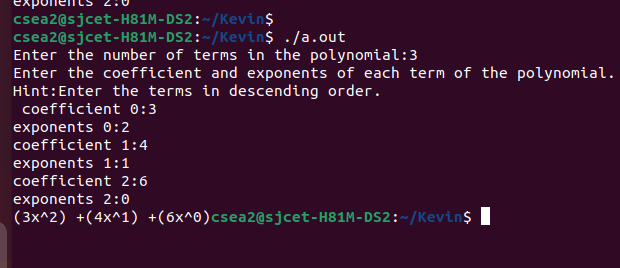 exponents 2:0
csea2@sjcet-H81M-DS2:~/Kevin$
csea2@sjcet-H81M-DS2:~/Kevin$ ./a.out
Enter the number of terms in the polynomial:3
Enter the coefficient and exponents of each term of the polynomial.
Hint:Enter the terms in descending order.
 coefficient 0:3
exponents 0:2
coefficient 1:4
exponents 1:1
coefficient 2:6
exponents 2:0
(3x^2) +(4x^1) +(6x^0)csea2@sjcet-H81M-DS2:~/Kevin$